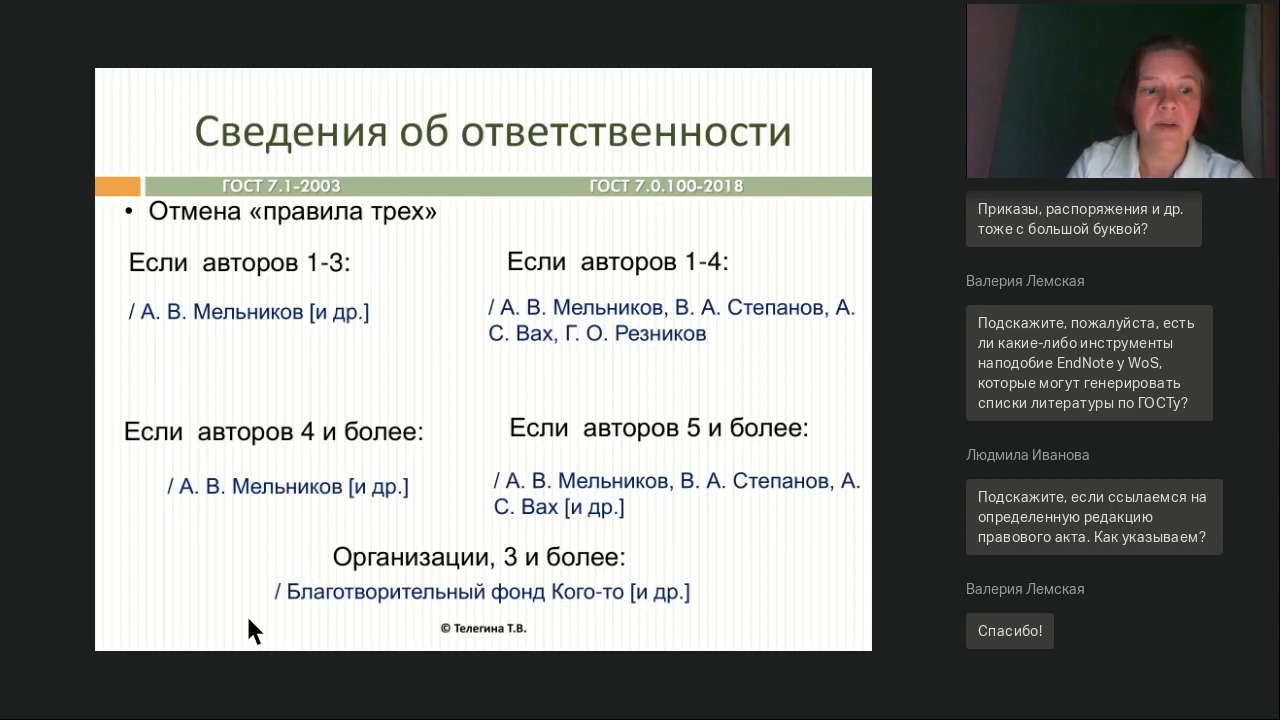 Сведения об ответственности
ГОСТ 7.1-2003
ГОСТ 7.0.100-2018
• Отмена «правила трех»
Если авторов 1-3:
/ А. В. Мельников [и др.]
Если авторов 1-4:
/ А. В. Мельников, В. А. Степанов, А.
С. Вах, Г. О. Резников
Если авторов 4 и более:
/ А. В. Мельников [и др.]
Если авторов 5 и более:
/ А. В. Мельников, В. А. Степанов, А.
С. Вах [и др.]
Организации, 3 и более:
/ Благотворительный фонд Кого-то [и др.]
© Телегина Т.В.
Приказы, распоряжения и др.
тоже с большой буквой?
Валерия Лемская
Подскажите, пожалуйста, есть
ли какие-либо инструменты
наподобие EndNote у WoS,
которые могут генерировать
списки литературы по ГОСТу?
Людмила Иванова
Подскажите, если ссылаемся на
определенную редакцию
правового акта. Как указываем?
Валерия Лемская
Спасибо!